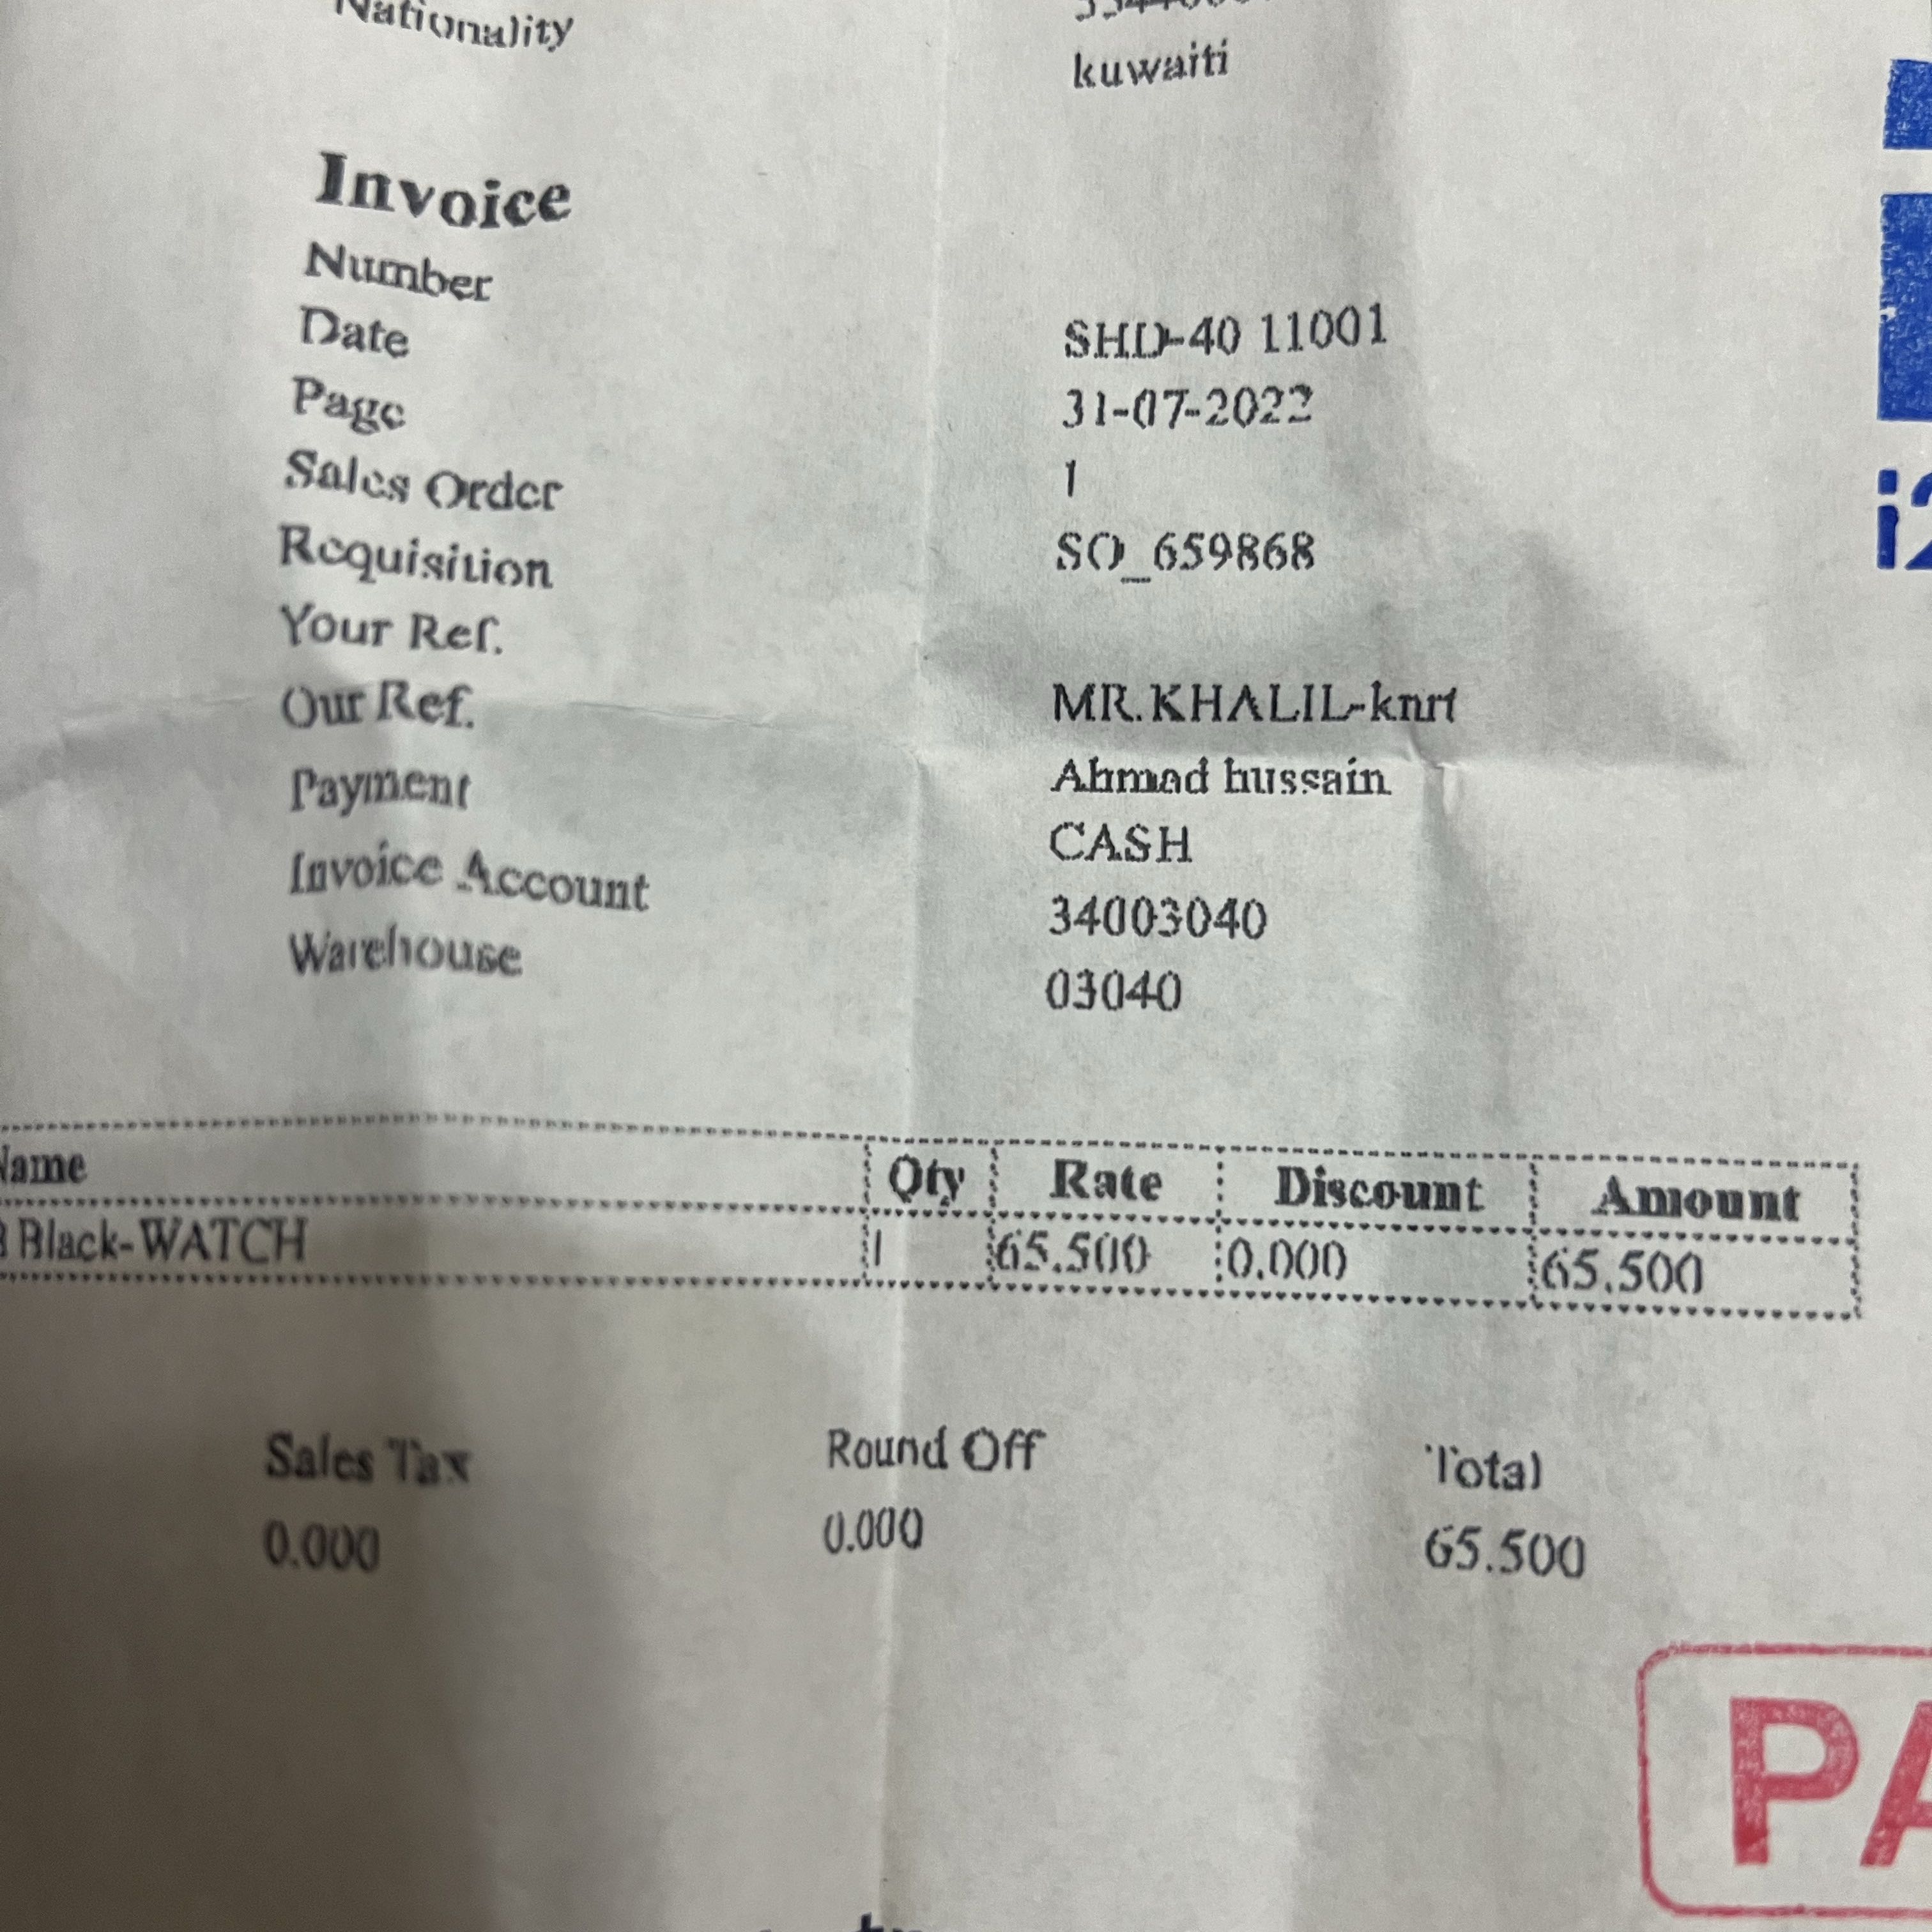 Nationality
kuwaiti
Invoice
Number SHD-40 11001
Date 31-07-2022
Page 1
Sales Order SO_659868
Requisition
Your Ref. MR.KHALIL-knrt
Our Ref. Ahmad hussain
Payment CASH
Invoice Account 34003040
Warehouse 03040
Name Qty Rate Discount Amount
Black-WATCH 1 65.500 0.000 65.500
Sales Tax Round Off Total
0.000 0.000 65.500
i2
PA